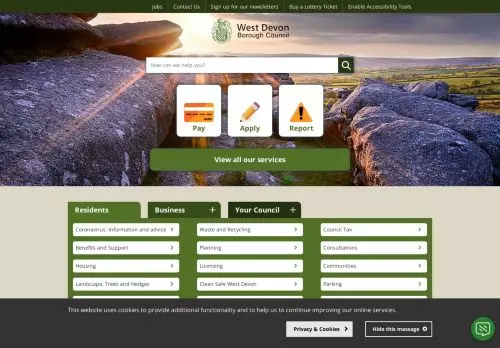 Jobs
Contact Us
Sign up for our newsletters
Buy a Lottery Ticket
Enable Accessibility Tools
West Devon
Borough Council
How can we help you?
Pay
Apply
Report
View all our services
Residents
Business
Your Council
Coronavirus: Information and advice
Waste and Recycling
Council Tax
Benefits and Support
Planning
Consultations
Housing
Licensing
Communities
Landscape, Trees and Hedges
Clean Safe West Devon
Parking
This website uses cookies to provide additional functionality and to help us continue improving our online services.
Privacy & Cookies
Hide this message